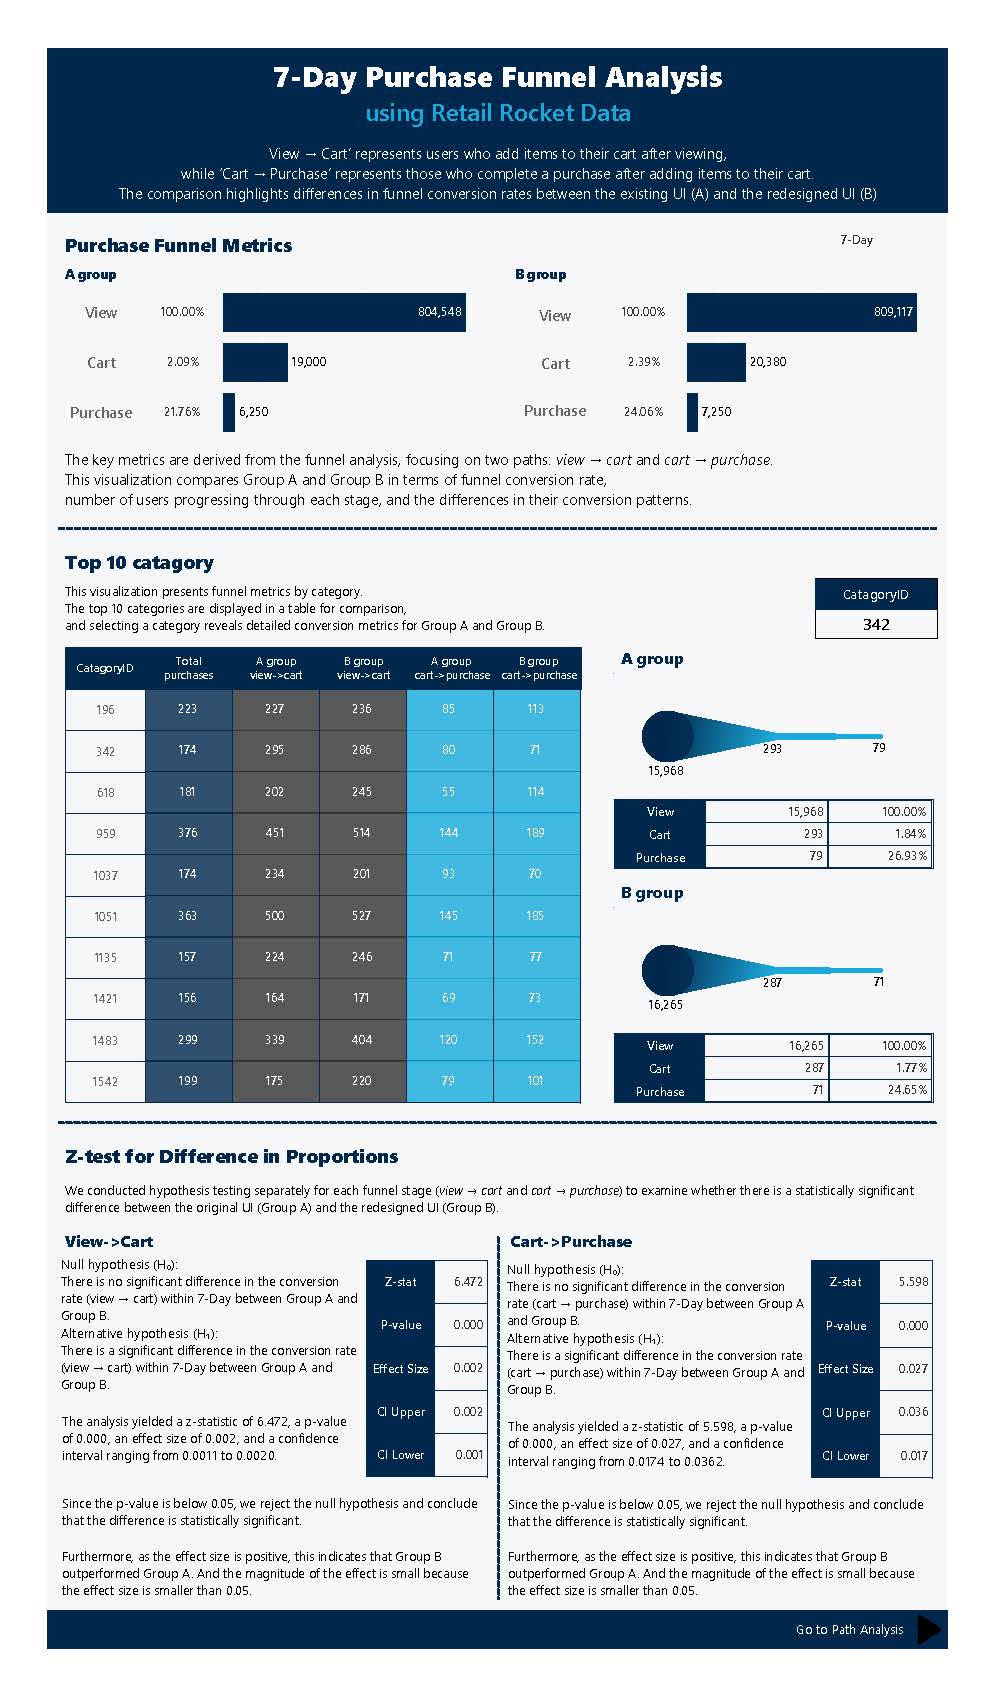 7-Day Purchase Funnel Analysis
using Retail Rocket Data
View → Cart’ represents users who add items to their cart after viewing,
while ‘Cart → Purchase’ represents those who complete a purchase after adding items to their cart.
The comparison highlights differences in funnel conversion rates between the existing UI (A) and the redesigned UI (B)
Purchase Funnel Metrics
7-Day
A group
View 100.00% 804,548
Cart 2.09% 19,000
Purchase 21.76% 6,250
B group
View 100.00% 809,117
Cart 2.39% 20,380
Purchase 24.06% 7,250
The key metrics are derived from the funnel analysis, focusing on two paths: view → cart and cart → purchase.
This visualization compares Group A and Group B in terms of funnel conversion rate,
number of users progressing through each stage, and the differences in their conversion patterns.
Top 10 catagory
This visualization presents funnel metrics by category.
The top 10 categories are displayed in a table for comparison,
and selecting a category reveals detailed conversion metrics for Group A and Group B.
CatagoryID
342
CatagoryID Total purchases A group view->cart B group view->cart A group cart->purchase B group cart->purchase
196 223 227 236 85 113
342 174 295 286 80 71
618 181 202 245 55 114
959 376 451 514 144 189
1037 174 234 201 93 70
1051 363 500 527 145 185
1135 157 224 246 71 77
1421 156 164 171 69 73
1483 299 339 404 120 152
1542 199 175 220 79 101
A group
293 79
15,968
View 15,968 100.00%
Cart 293 1.84%
Purchase 79 26.93%
B group
287 71
16,265
View 16,265 100.00%
Cart 287 1.77%
Purchase 71 24.65%
Z-test for Difference in Proportions
We conducted hypothesis testing separately for each funnel stage (view → cart and cart → purchase) to examine whether there is a statistically significant
difference between the original UI (Group A) and the redesigned UI (Group B).
View->Cart
Null hypothesis (H₀):
There is no significant difference in the conversion
rate (view → cart) within 7-Day between Group A and
Group B.
Alternative hypothesis (H₁):
There is a significant difference in the conversion rate
(view → cart) within 7-Day between Group A and
Group B.
The analysis yielded a z-statistic of 6.472, a p-value
of 0.000, an effect size of 0.002, and a confidence
interval ranging from 0.0011 to 0.0020.
Z-stat 6.472
P-value 0.000
Effect Size 0.002
CI Upper 0.002
CI Lower 0.001
Since the p-value is below 0.05, we reject the null hypothesis and conclude
that the difference is statistically significant.
Furthermore, as the effect size is positive, this indicates that Group B
outperformed Group A. And the magnitude of the effect is small because
the effect size is smaller than 0.05.
Cart->Purchase
Null hypothesis (H₀):
There is no significant difference in the conversion
rate (cart → purchase) within 7-Day between Group A
and Group B.
Alternative hypothesis (H₁):
There is a significant difference in the conversion rate
(cart → purchase) within 7-Day between Group A and
Group B.
The analysis yielded a z-statistic of 5.598, a p-value
of 0.000, an effect size of 0.027, and a confidence
interval ranging from 0.0174 to 0.0362.
Z-stat 5.598
P-value 0.000
Effect Size 0.027
CI Upper 0.036
CI Lower 0.017
Since the p-value is below 0.05, we reject the null hypothesis and conclude
that the difference is statistically significant.
Furthermore, as the effect size is positive, this indicates that Group B
outperformed Group A. And the magnitude of the effect is small because
the effect size is smaller than 0.05.
Go to Path Analysis